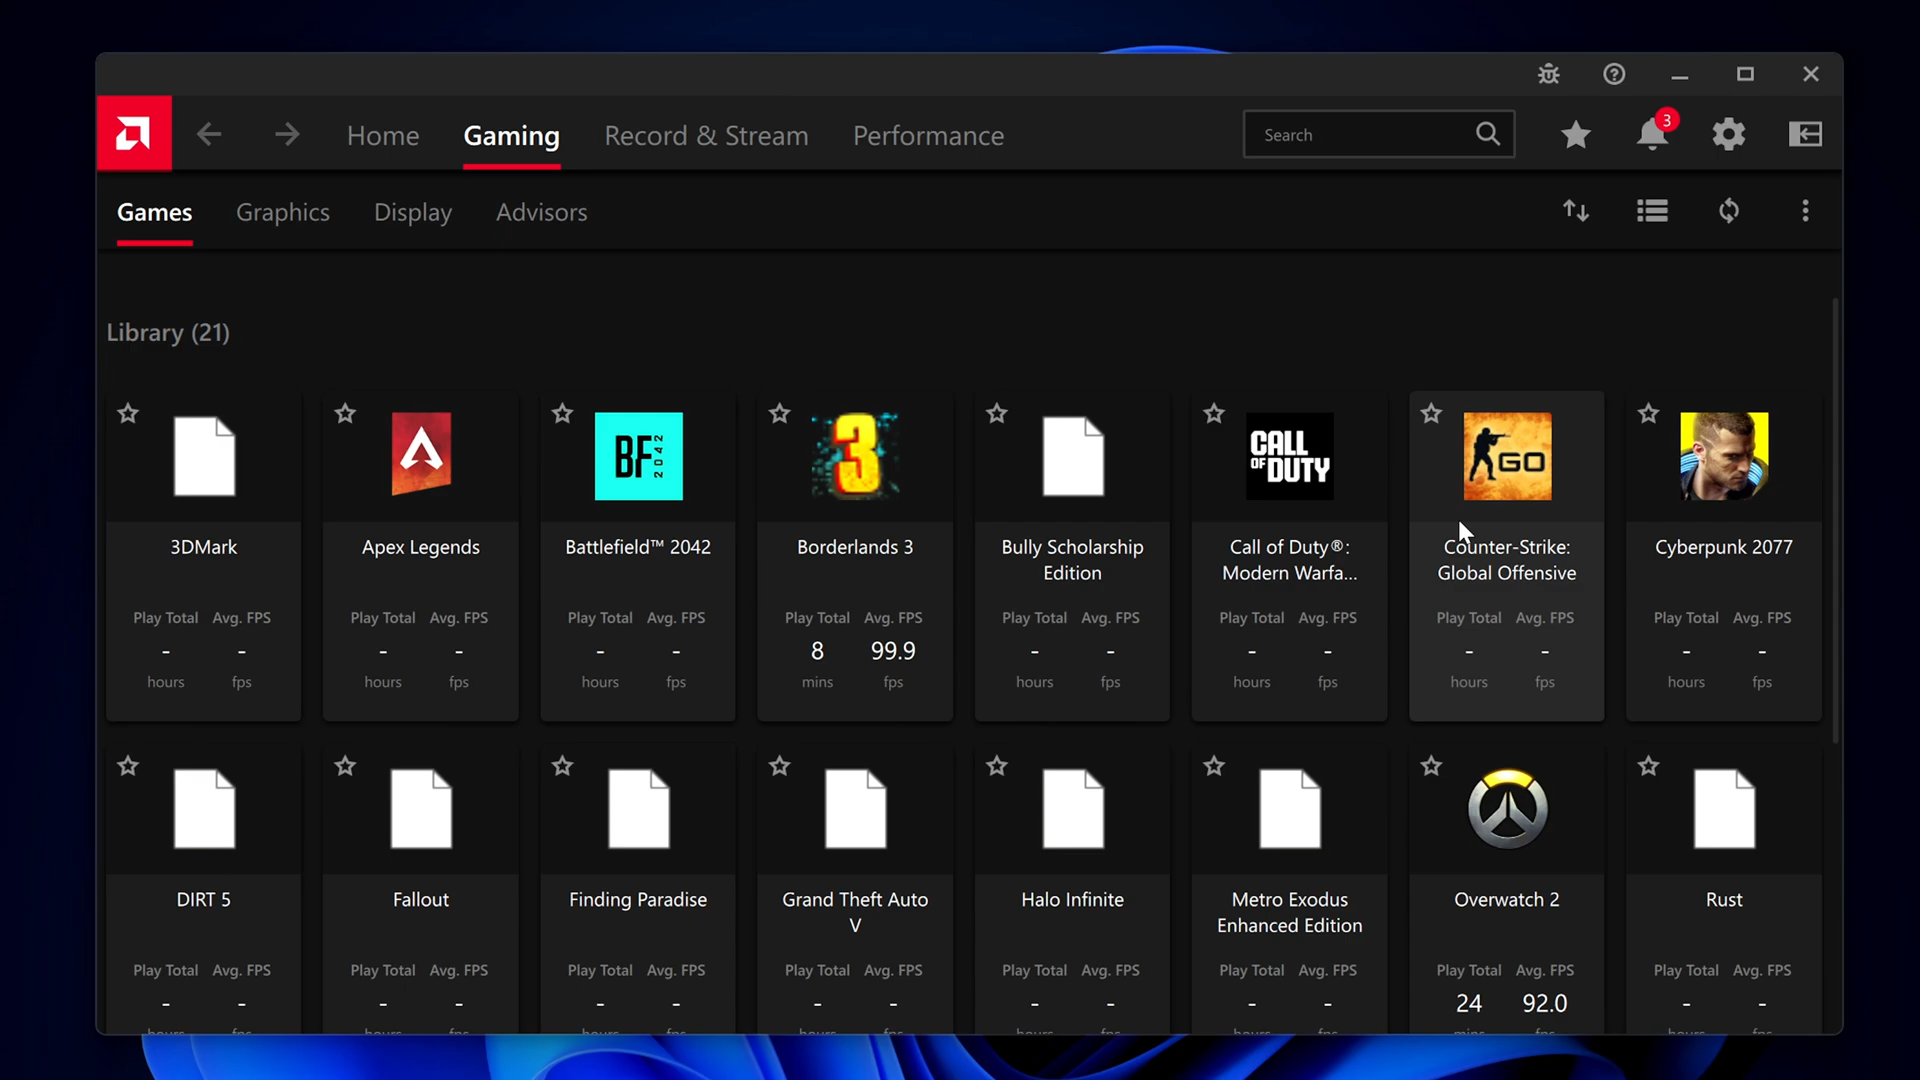 3
Home Gaming Record & Stream Performance Search
Games Graphics Display Advisors
Library (21)
3 BF 2042 CALL OF DUTY GO
3DMark Apex Legends Battlefield™ 2042 Borderlands 3 Bully Scholarship Edition Call of Duty®: Modern Warfa... Counter-Strike: Global Offensive Cyberpunk 2077
Play Total Avg. FPS Play Total Avg. FPS Play Total Avg. FPS Play Total Avg. FPS Play Total Avg. FPS Play Total Avg. FPS Play Total Avg. FPS Play Total Avg. FPS
- - - - - - 8 99.9 - - - - - - - -
hours fps hours fps hours fps mins fps hours fps hours fps hours fps hours fps
DIRT 5 Fallout Finding Paradise Grand Theft Auto V Halo Infinite Metro Exodus Enhanced Edition Overwatch 2 Rust
Play Total Avg. FPS Play Total Avg. FPS Play Total Avg. FPS Play Total Avg. FPS Play Total Avg. FPS Play Total Avg. FPS Play Total Avg. FPS Play Total Avg. FPS
- - - - - - - - - - - - 24 92.0 - -